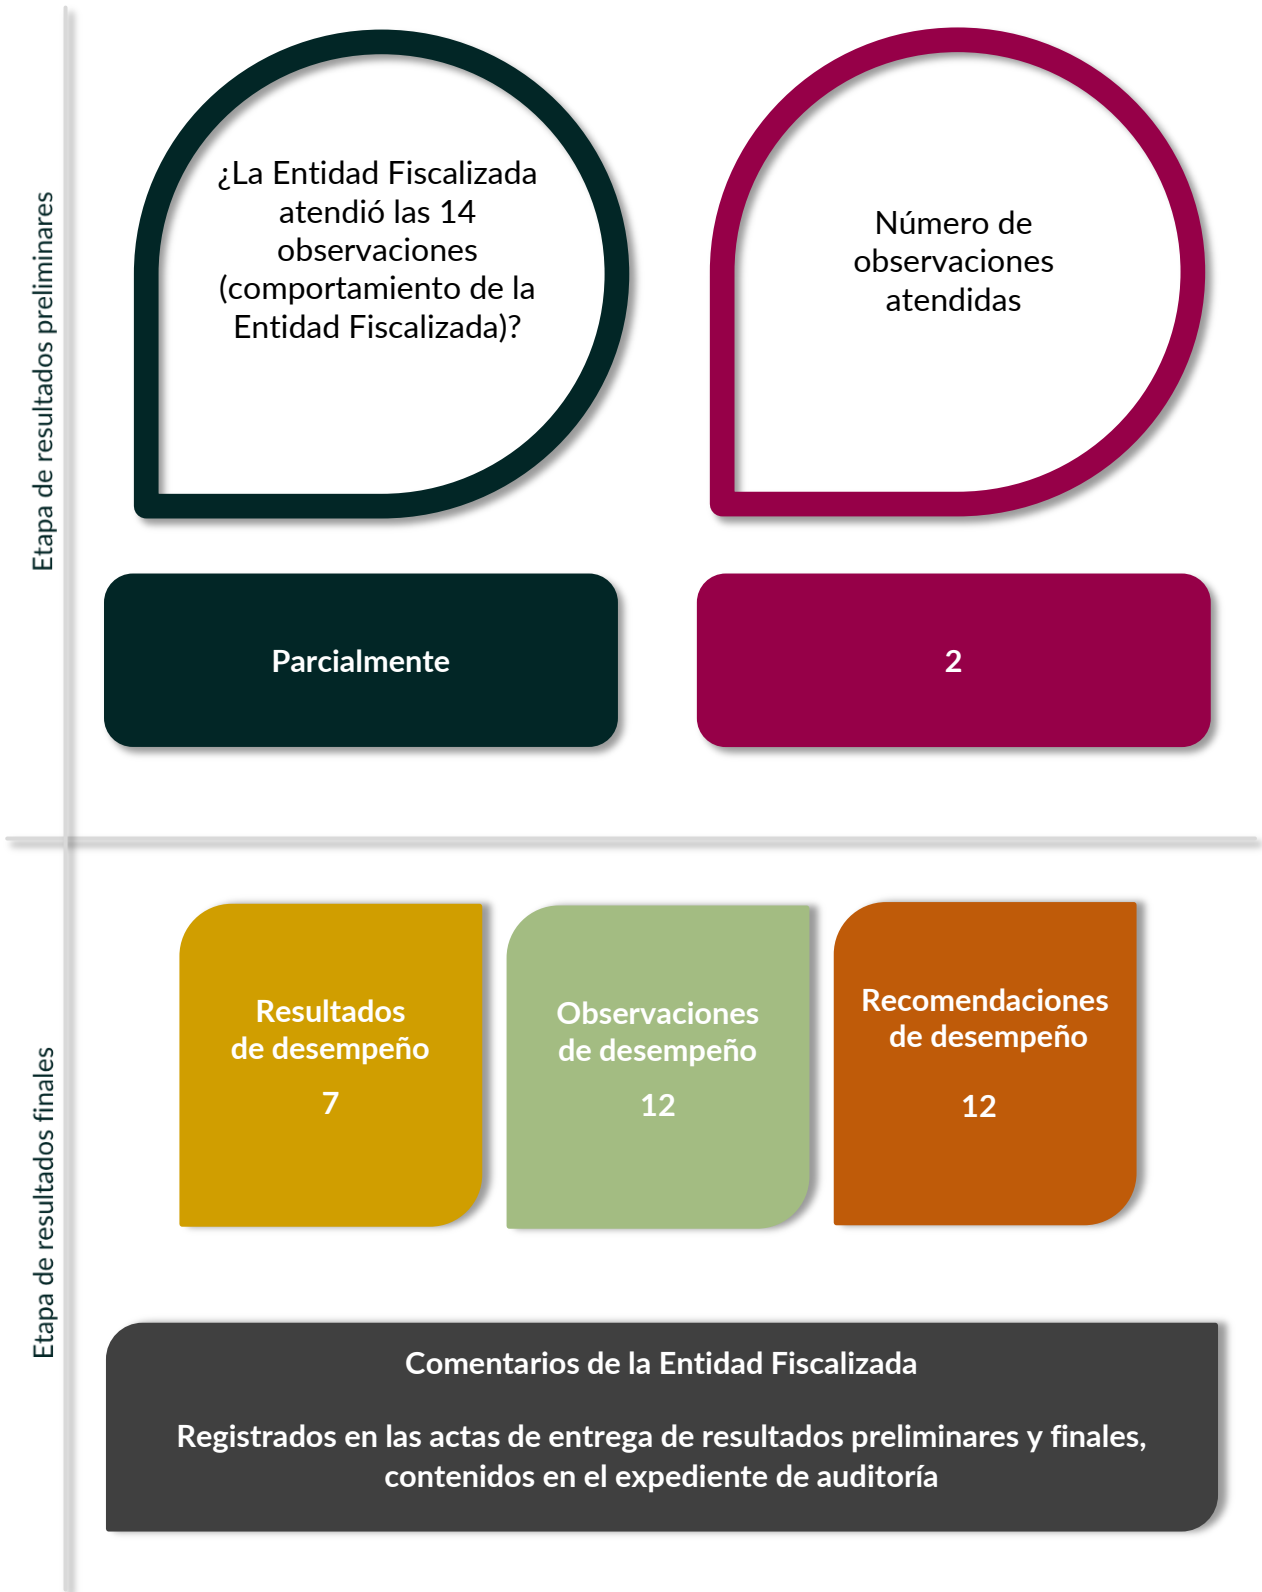 Etapa de resultados preliminares
¿La Entidad Fiscalizada
atendió las 14
observaciones
(comportamiento de la
Entidad Fiscalizada)?
Número de
observaciones
atendidas
Parcialmente
2
Etapa de resultados finales
Resultados
de desempeño
7
Observaciones
de desempeño
12
Recomendaciones
de desempeño
12
Comentarios de la Entidad Fiscalizada
Registrados en las actas de entrega de resultados preliminares y finales,
contenidos en el expediente de auditoría